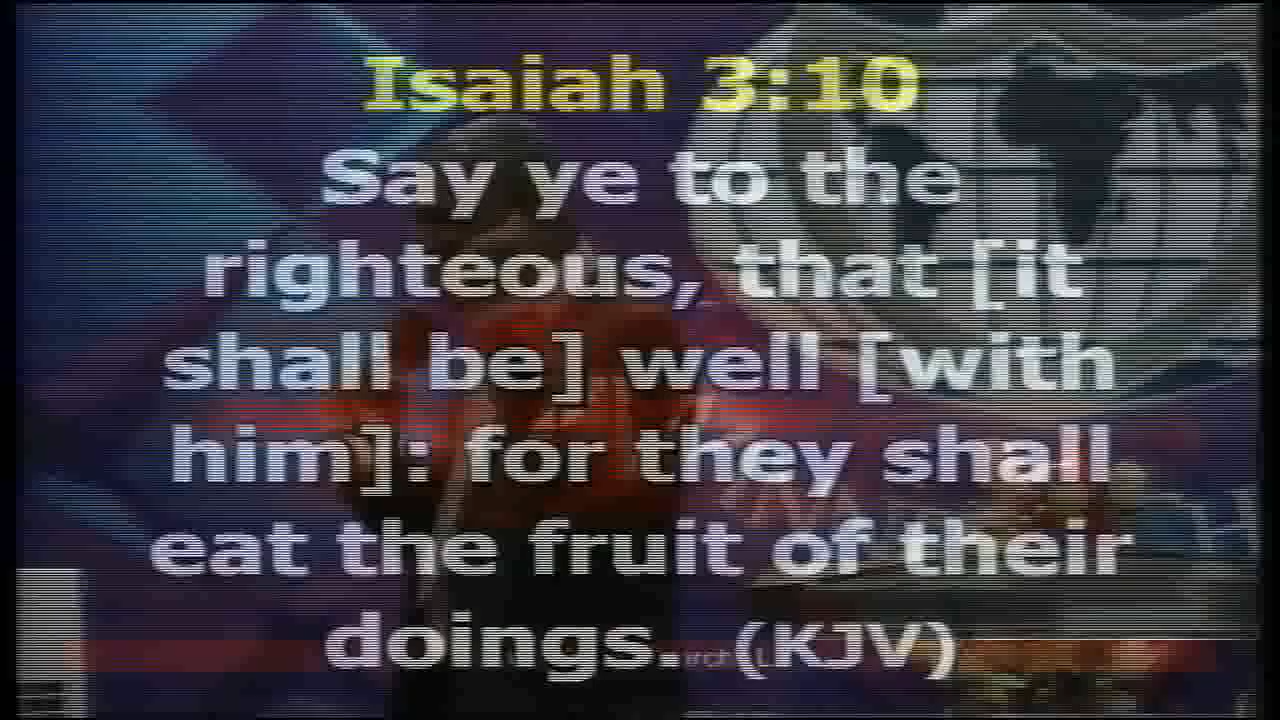 Isaiah 3:10
Say ye to the
righteous, that [it
shall be] well [with
him]: for they shall
eat the fruit of their
doings. (KJV)